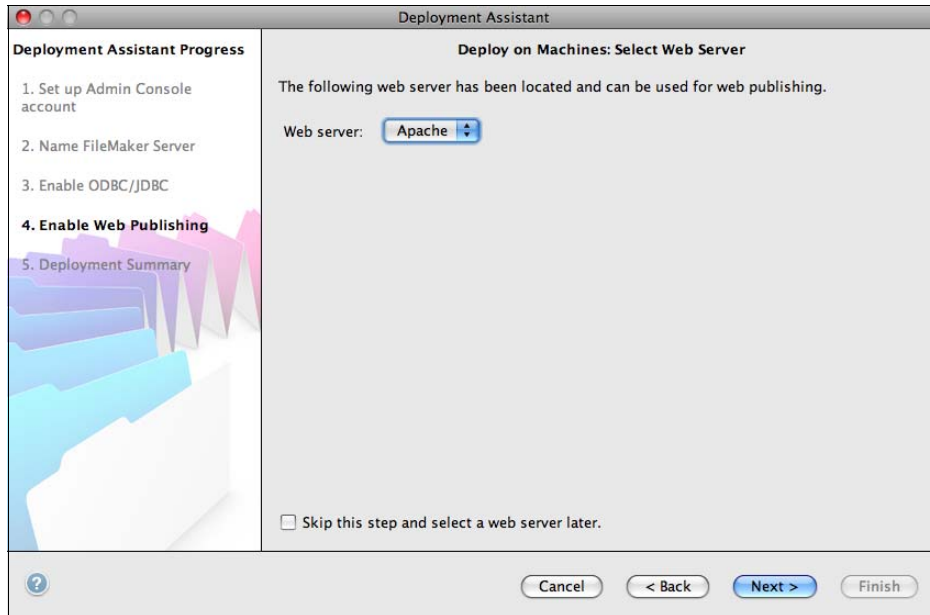 Deployment Assistant
Deployment Assistant Progress
1. Set up Admin Console
account
2. Name FileMaker Server
3. Enable ODBC/JDBC
4. Enable Web Publishing
5. Deployment Summary
Deploy on Machines: Select Web Server
The following web server has been located and can be used for web publishing.
Web server: Apache
Skip this step and select a web server later.
? Cancel < Back Next > Finish